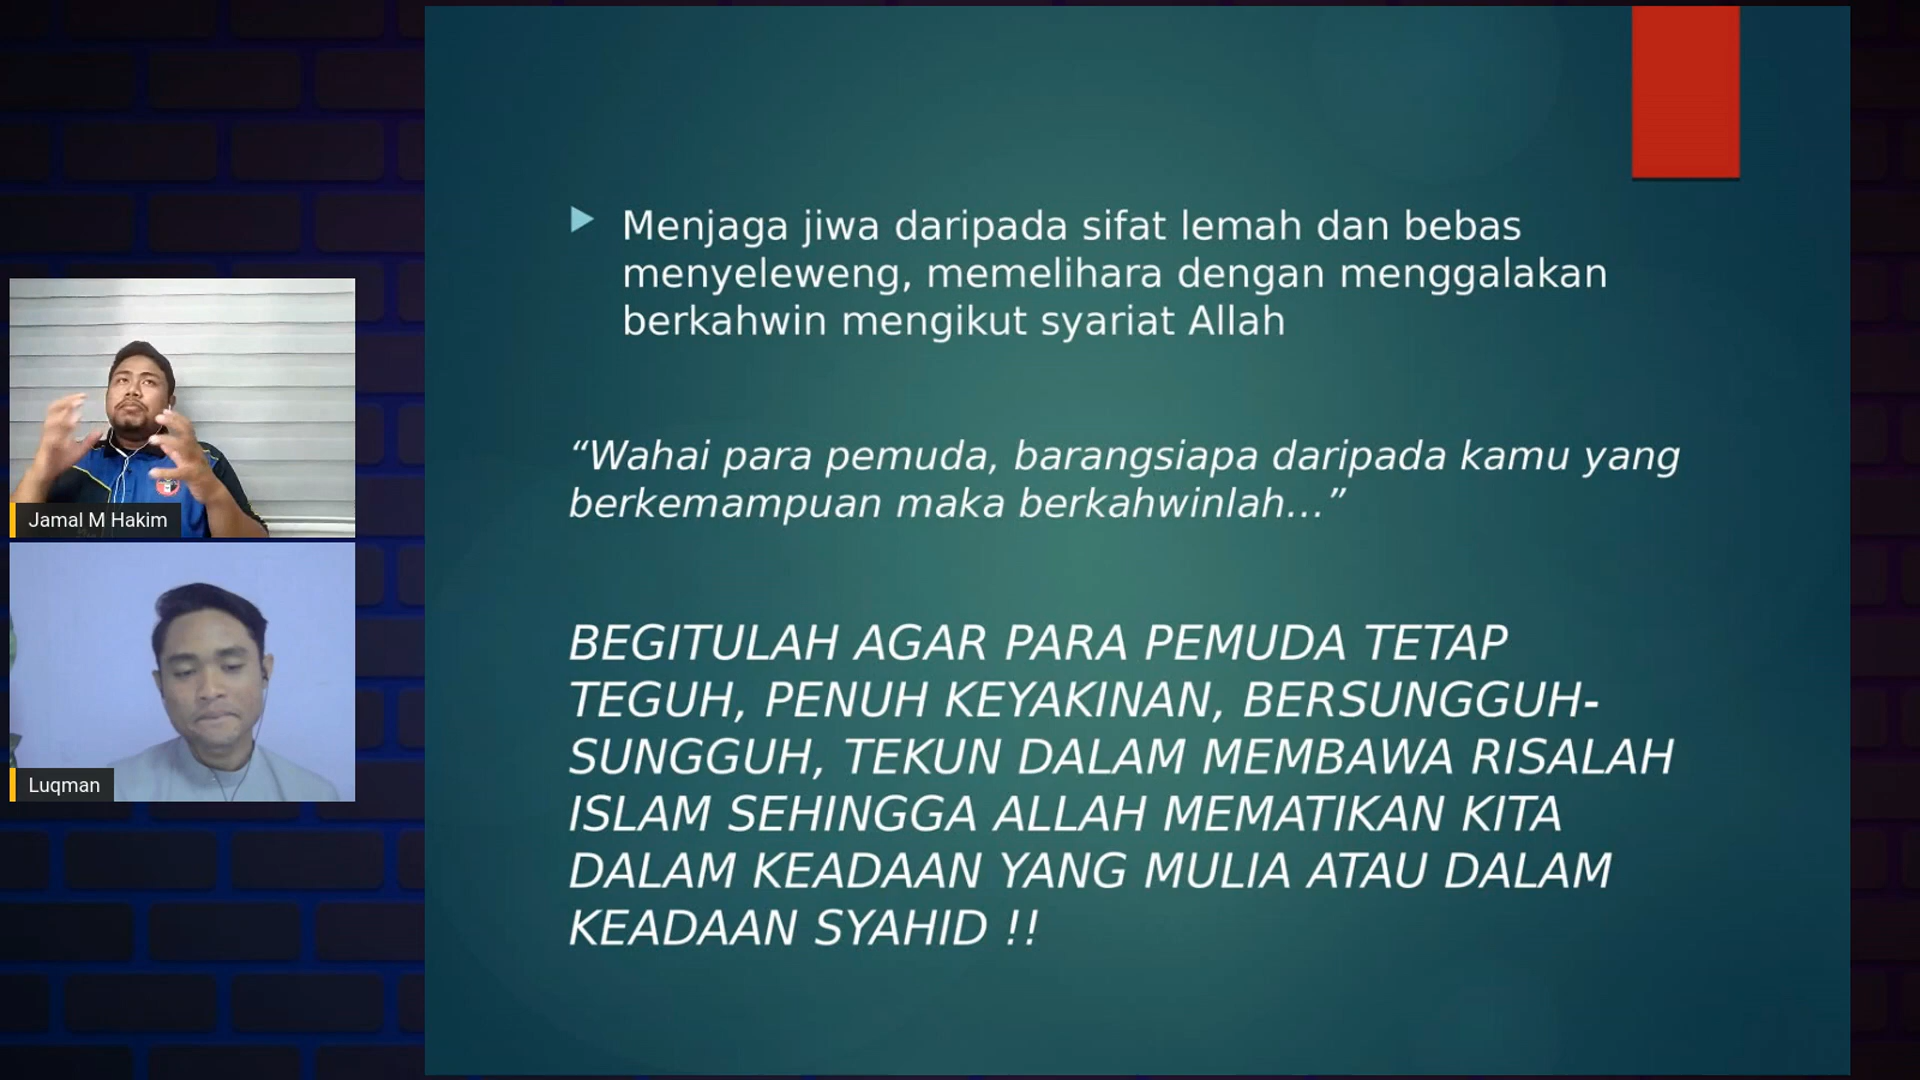 Menjaga jiwa daripada sifat lemah dan bebas
menyeleweng, memelihara dengan menggalakan
berkahwin mengikut syariat Allah
“Wahai para pemuda, barangsiapa daripada kamu yang
berkemampuan maka berkahwinlah...”
BEGITULAH AGAR PARA PEMUDA TETAP
TEGUH, PENUH KEYAKINAN, BERSUNGGUH-
SUNGGUH, TEKUN DALAM MEMBAWA RISALAH
ISLAM SEHINGGA ALLAH MEMATIKAN KITA
DALAM KEADAAN YANG MULIA ATAU DALAM
KEADAAN SYAHID !!
Jamal M Hakim
Luqman